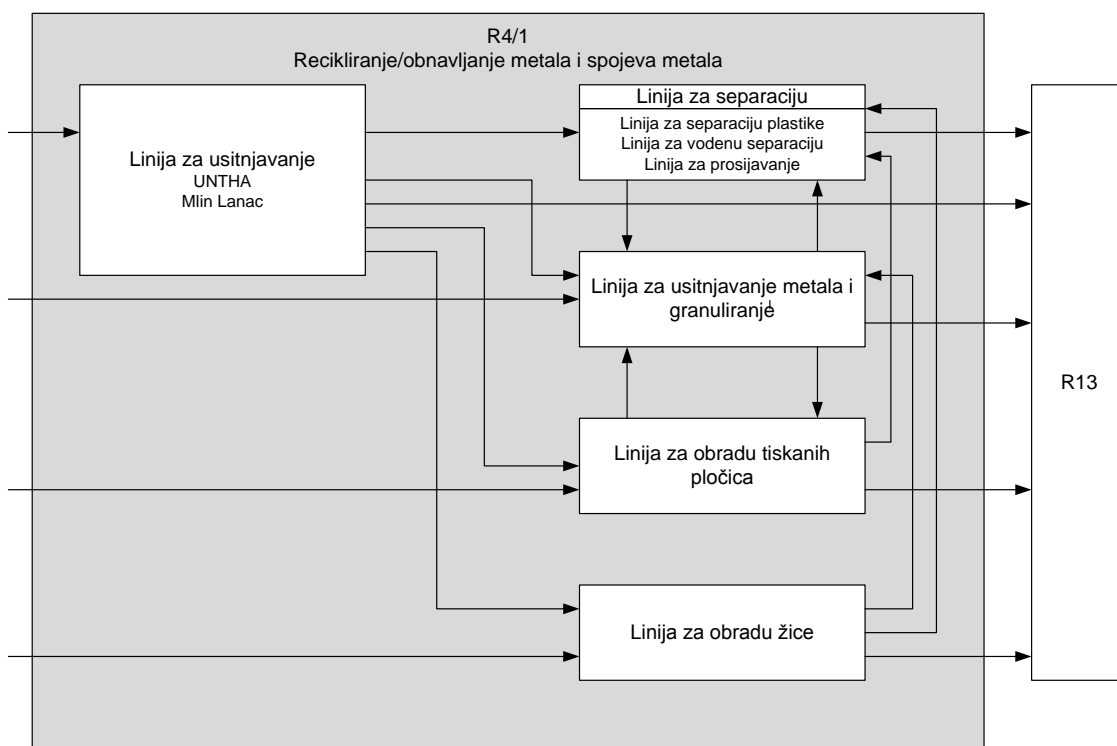 R4/1
Recikliranje/obnavljanje metala i spojeva metala
Linija za usitnjavanje
UNTHA
Mlin Lanac
Linija za separaciju
Linija za separaciju plastike
Linija za vodenu separaciju
Linija za prosijavanje
Linija za usitnjavanje metala i
granuliranje
Linija za obradu tiskanih
pločica
Linija za obradu žice
R13